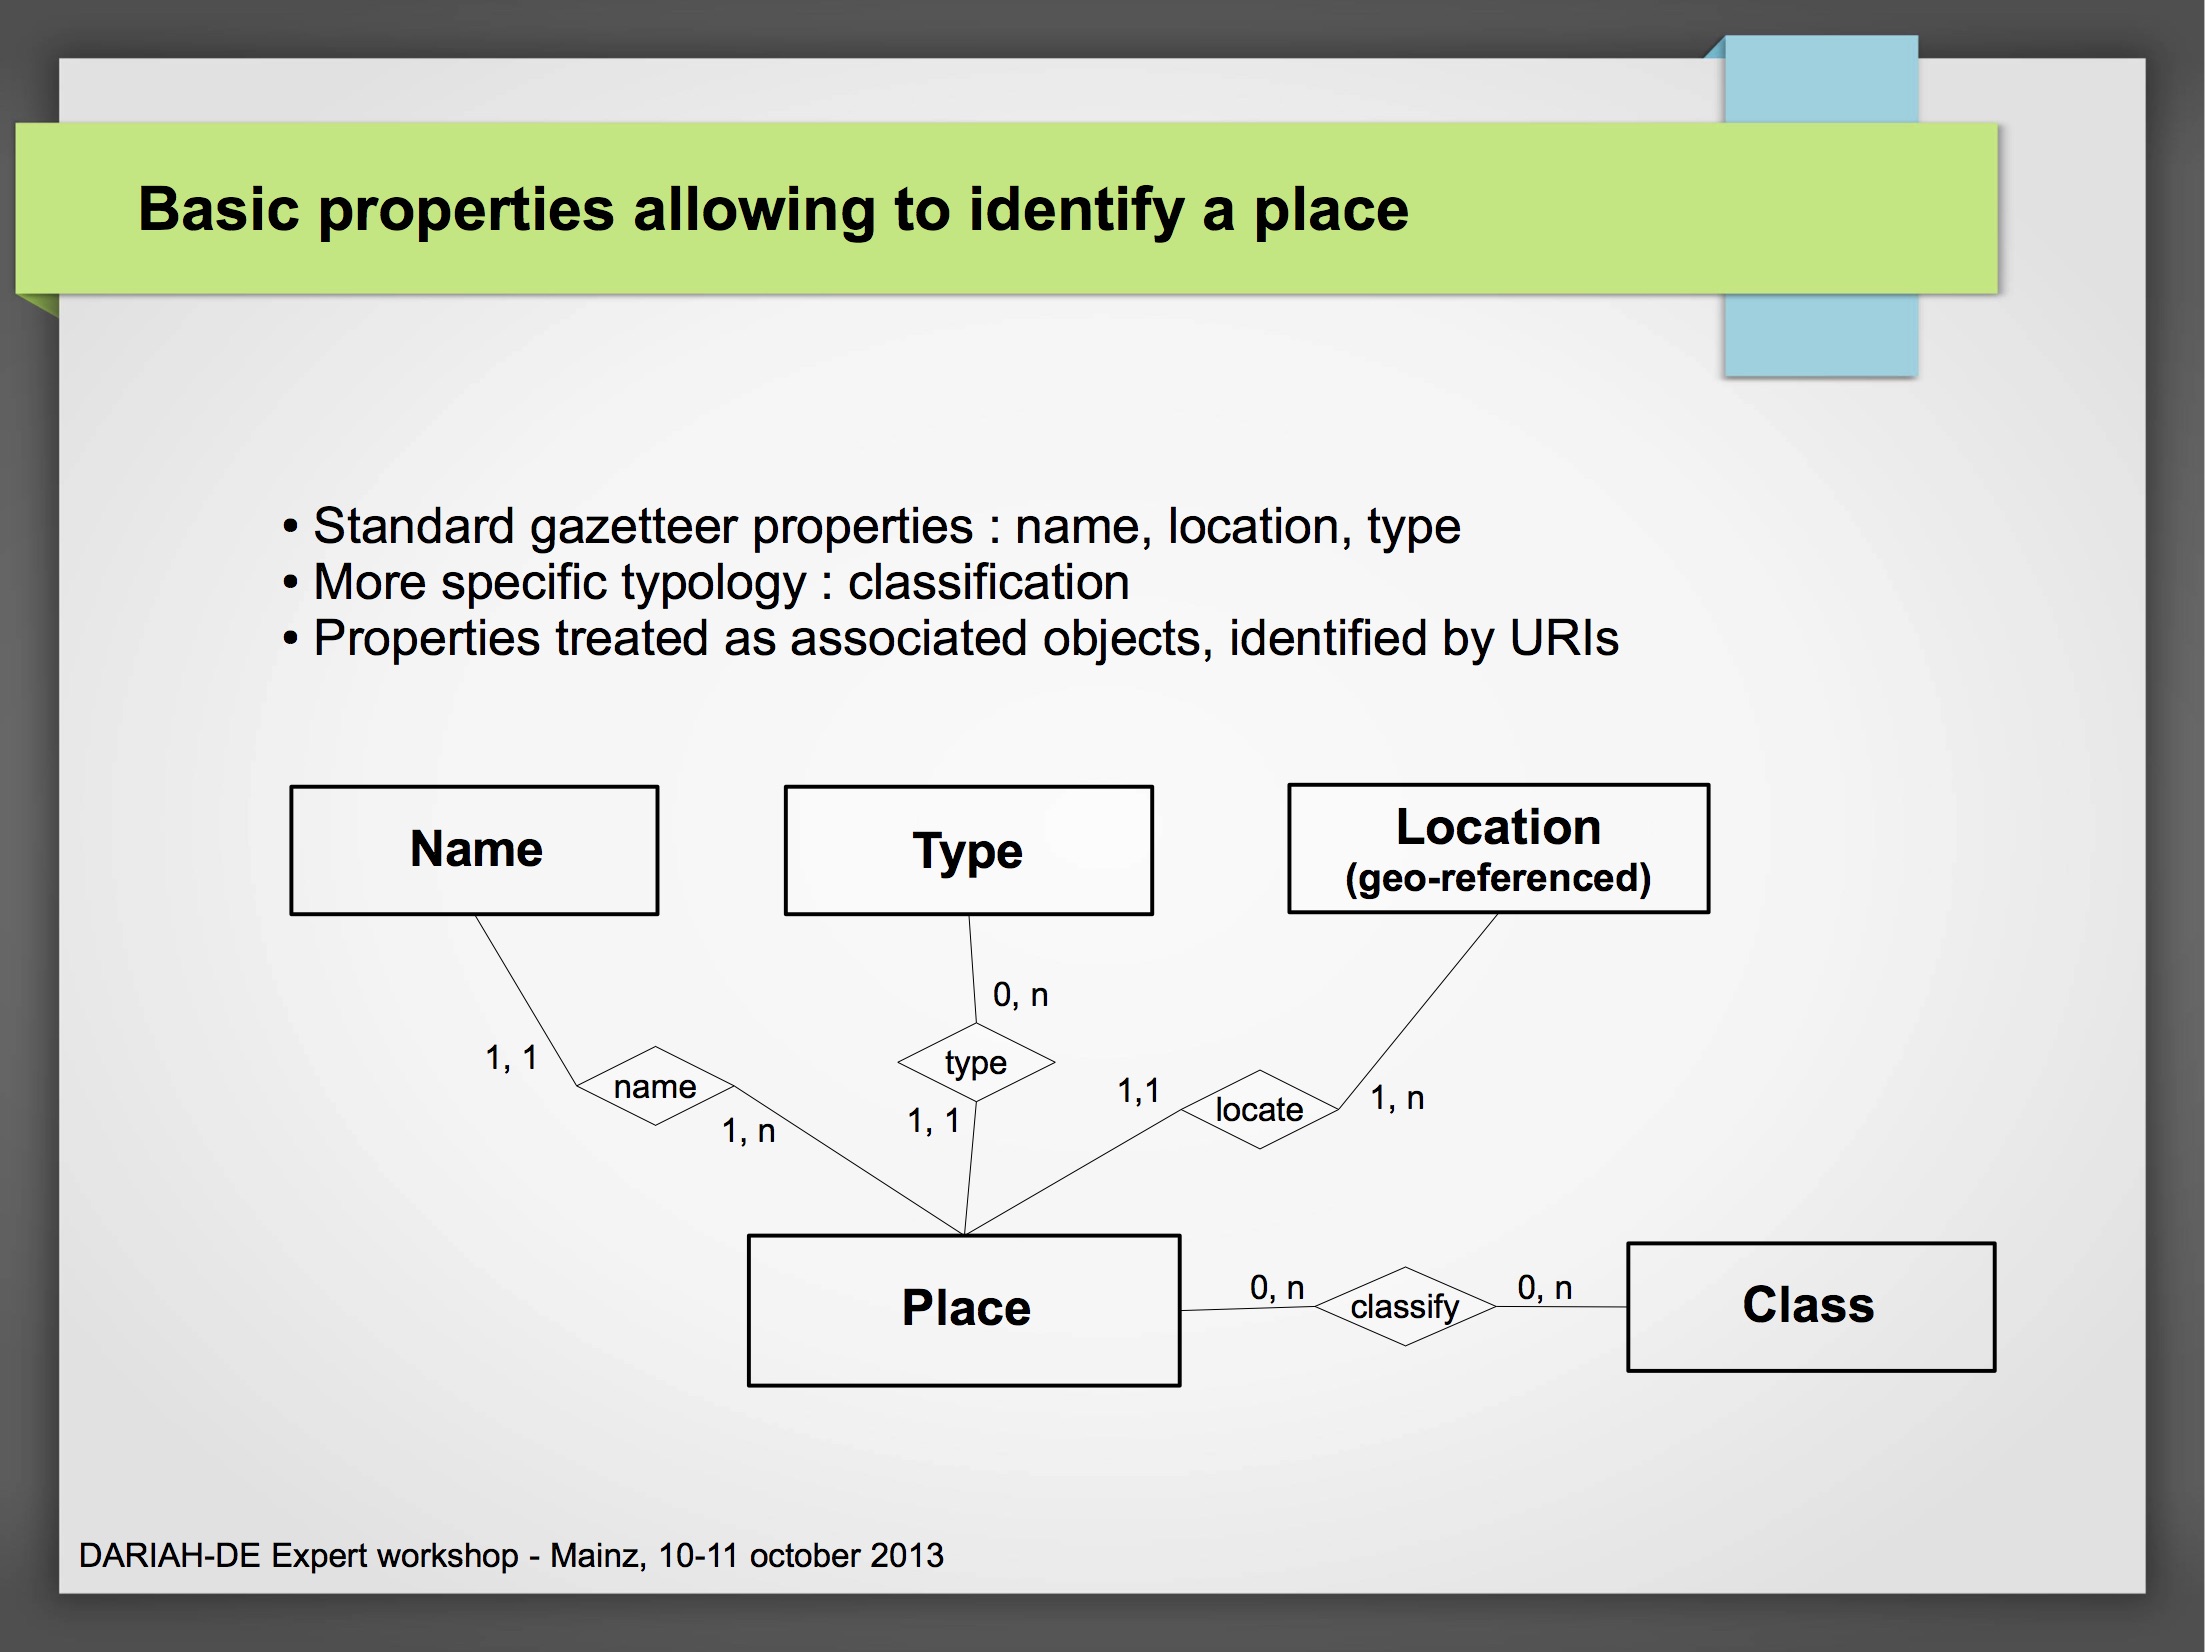 Basic properties allowing to identify a place
• Standard gazetteer properties : name, location, type
• More specific typology : classification
• Properties treated as associated objects, identified by URIs
Name
Type
Location
(geo-referenced)
0, n
1, 1
name
1, n
type
1, 1
1,1
locate
1, n
Place
0, n
classify
0, n
Class
DARIAH-DE Expert workshop - Mainz, 10-11 october 2013